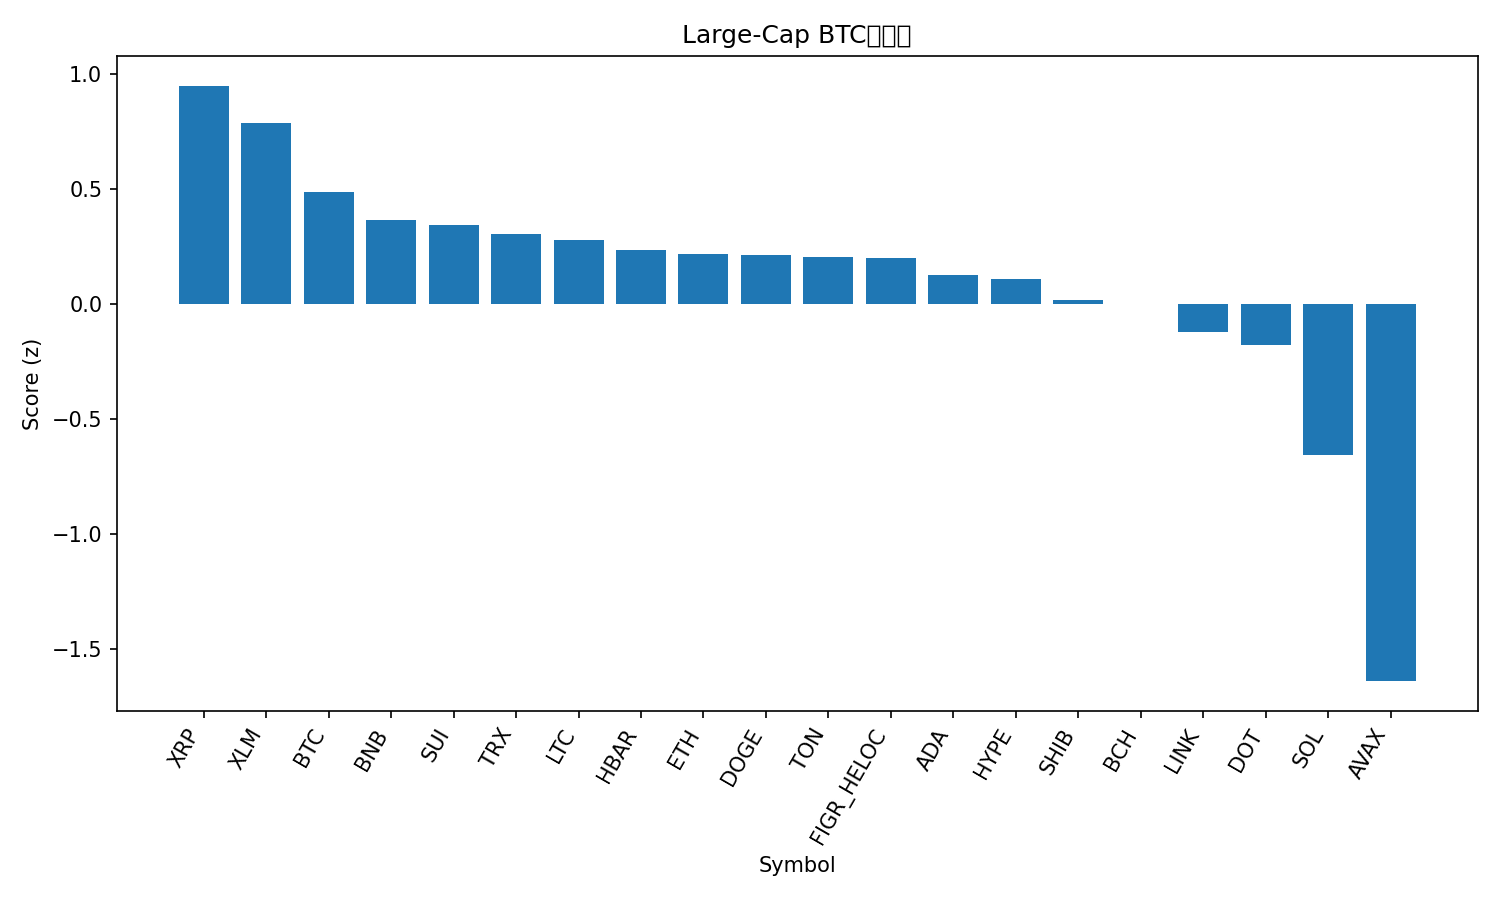 Large-Cap BTC
1.0
0.5
0.0
−0.5
−1.0
−1.5
Score (z)
XRP
XLM
BTC
BNB
SUI
TRX
LTC
HBAR
ETH
DOGE
TON
FIGR_HELOC
ADA
HYPE
SHIB
BCH
LINK
DOT
SOL
AVAX
Symbol